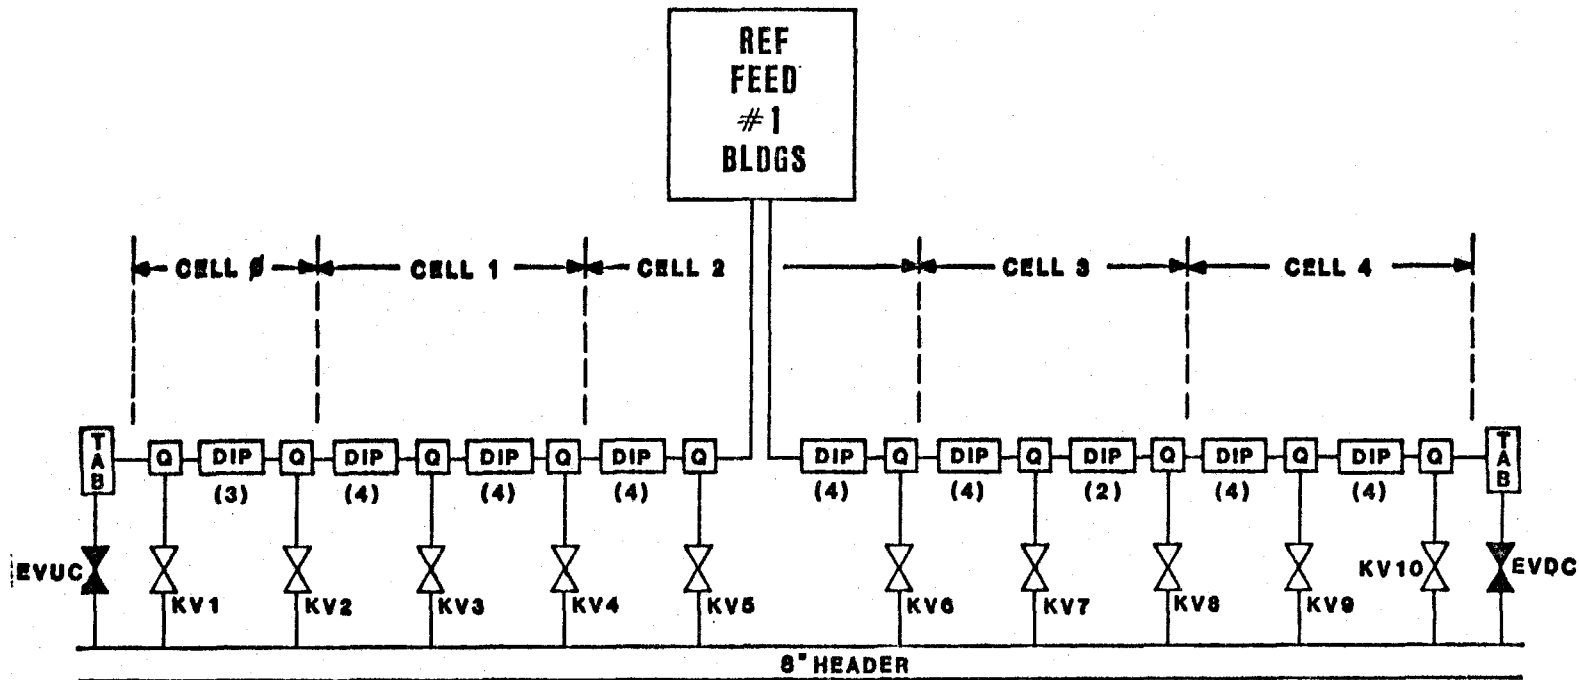 REF
FEED
#1
BLDGS
CELL Ø
CELL 1
CELL 2
CELL 3
CELL 4
TAB
Q
DIP
Q
DIP
Q
DIP
Q
DIP
Q
DIP
Q
DIP
Q
DIP
Q
DIP
Q
DIP
Q
TAB
(3)
(4)
(4)
(4)
(4)
(4)
(2)
(4)
(4)
EVUC
KV1
KV2
KV3
KV4
KV5
KV6
KV7
KV8
KV9
KV10
EVDC
8" HEADER